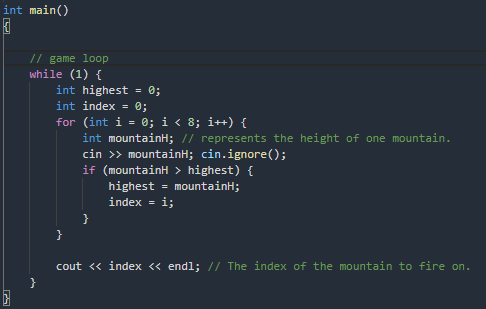 int main()
{
// game loop
while (1) {
int highest = 0;
int index = 0;
for (int i = 0; i < 8; i++) {
int mountainH; // represents the height of one mountain.
cin >> mountainH; cin.ignore();
if (mountainH > highest) {
highest = mountainH;
index = i;
}
}
cout << index << endl; // The index of the mountain to fire on.
}
}